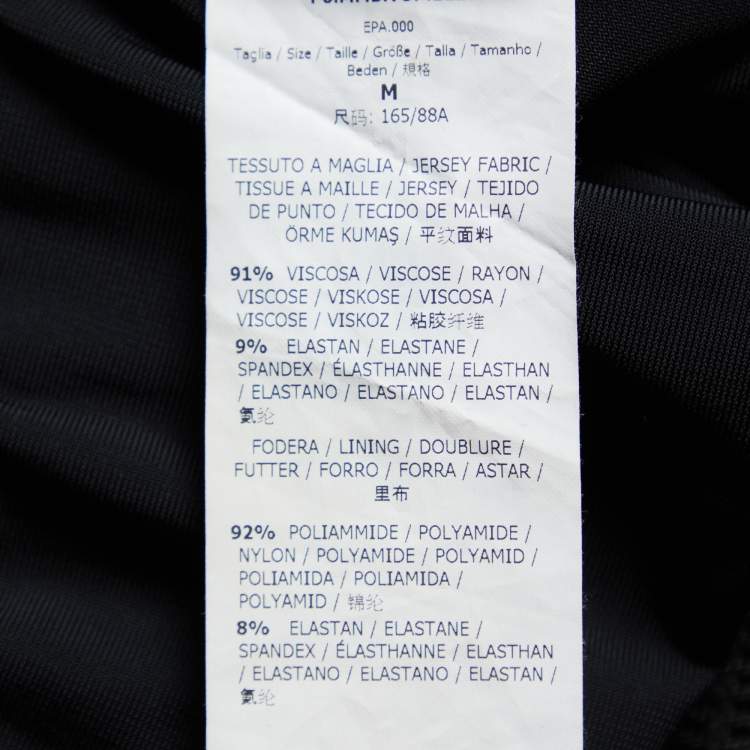 EPA.000
Taglia / Size / Taille / Größe / Talla / Tamanho /
Beden / 規格
M
尺码: 165/88A
TESSUTO A MAGLIA / JERSEY FABRIC /
TISSUE A MAILLE / JERSEY / TEJIDO
DE PUNTO / TECIDO DE MALHA /
ÖRME KUMAŞ / 平纹面料
91% VISCOSA / VISCOSE / RAYON /
VISCOSE / VISKOSE / VISCOSA /
VISCOSE / VISKOZ / 粘胶纤维
9% ELASTAN / ELASTANE /
SPANDEX / ÉLASTHANNE / ELASTHAN
/ ELASTANO / ELASTANO / ELASTAN /
氨纶
FODERA / LINING / DOUBLURE /
FUTTER / FORRO / FORRA / ASTAR /
里布
92% POLIAMMIDE / POLYAMIDE /
NYLON / POLYAMIDE / POLYAMID /
POLIAMIDA / POLIAMIDA /
POLYAMID / 锦纶
8% ELASTAN / ELASTANE /
SPANDEX / ÉLASTHANNE / ELASTHAN
/ ELASTANO / ELASTANO / ELASTAN /
氨纶